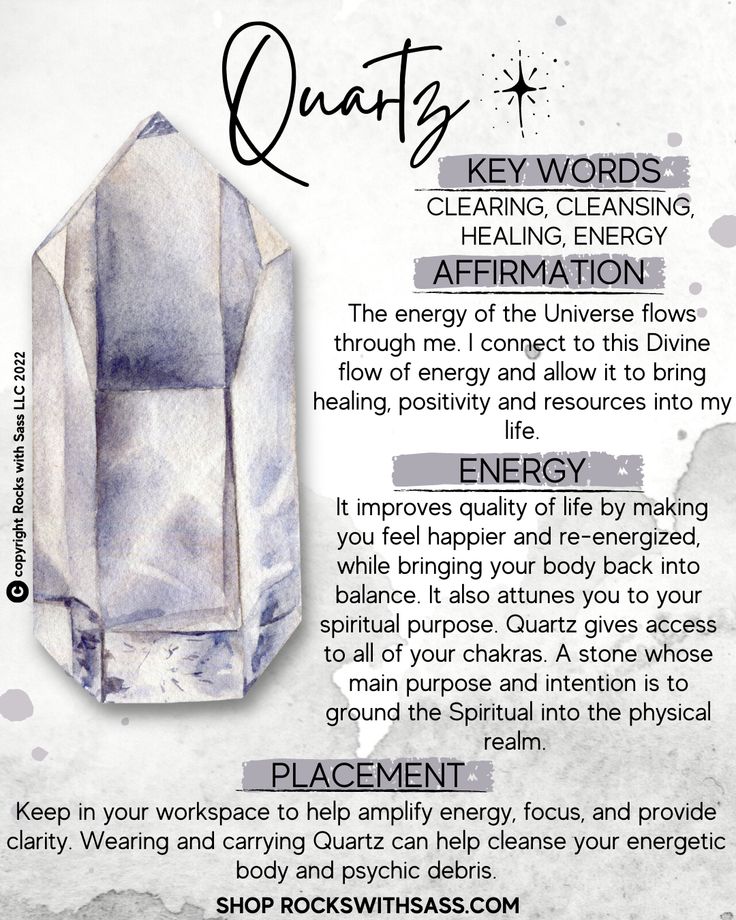 Quartz
KEY WORDS
CLEARING, CLEANSING,
HEALING, ENERGY
AFFIRMATION
The energy of the Universe flows
through me. I connect to this Divine
flow of energy and allow it to bring
healing, positivity and resources into my
life.
ENERGY
It improves quality of life by making
you feel happier and re-energized,
while bringing your body back into
balance. It also attunes you to your
spiritual purpose. Quartz gives access
to all of your chakras. A stone whose
main purpose and intention is to
ground the Spiritual into the physical
realm.
PLACEMENT
Keep in your workspace to help amplify energy, focus, and provide
clarity. Wearing and carrying Quartz can help cleanse your energetic
body and psychic debris.
SHOP ROCKSWITHSASS.COM
C copyright Rocks with Sass LLC 2022